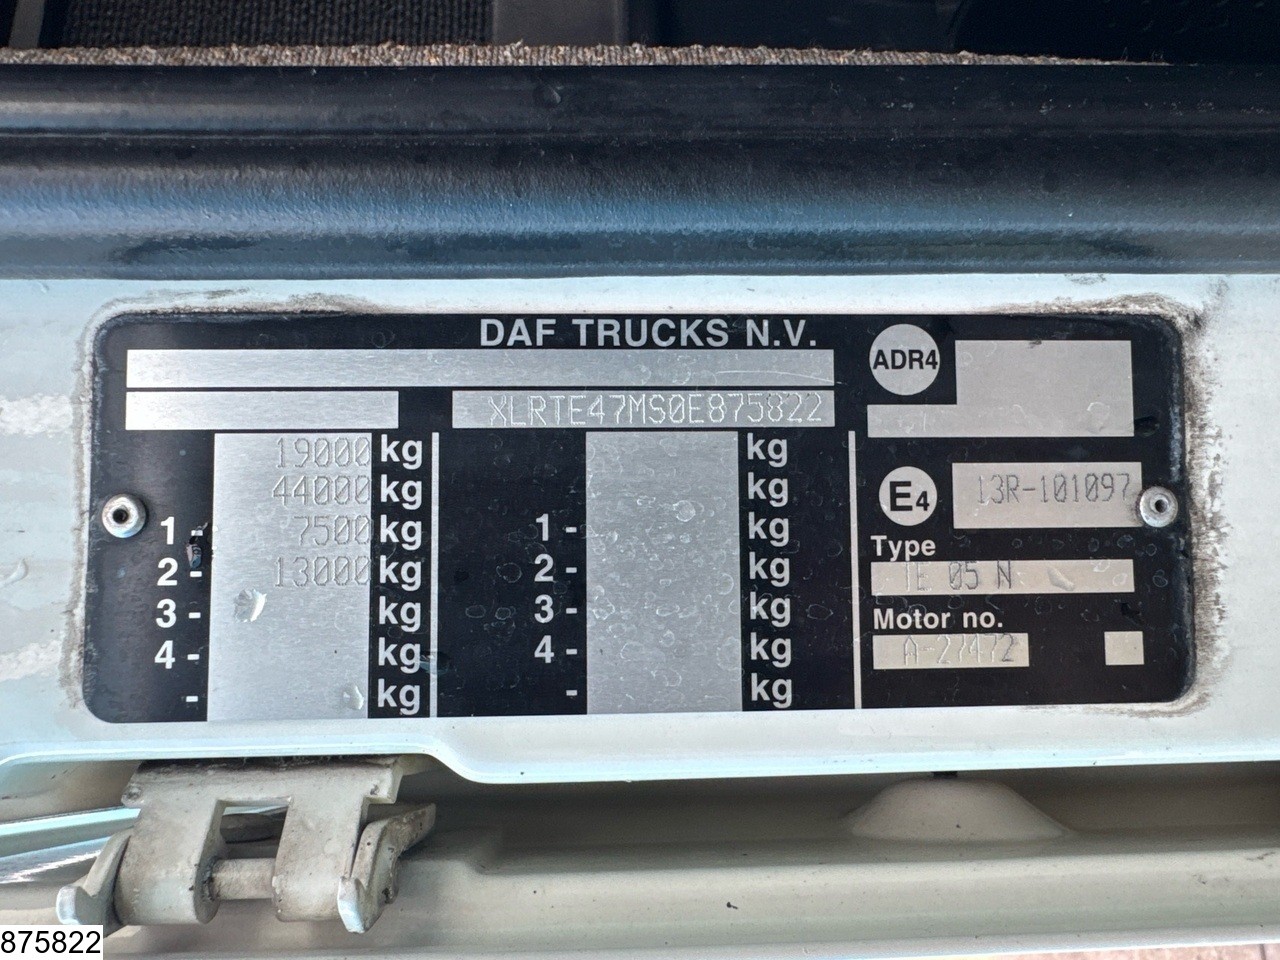 DAF TRUCKS N.V.
XLRTE47MS0E875822
19000 kg kg
44000 kg kg
1- 7500 kg 1- kg
2- 13000 kg 2- kg
3- kg 3- kg
4- kg 4- kg
- kg - kg
ADR4
E4 13R-101097
Type
TE 05 N
Motor no.
A-27472
875822